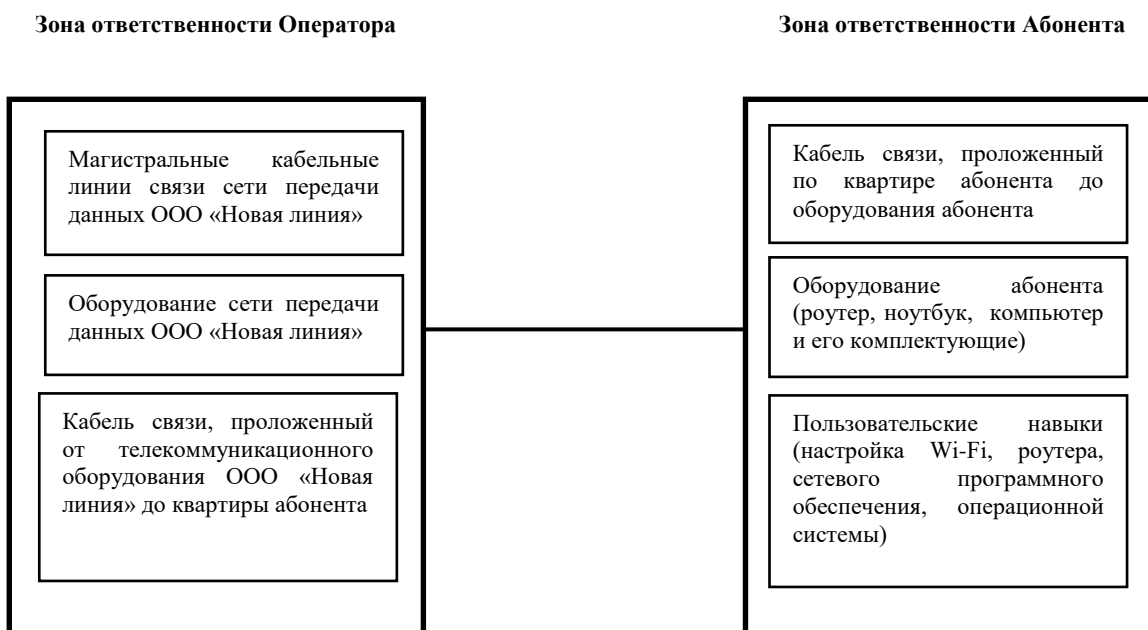 Зона ответственности Оператора
Зона ответственности Абонента
Магистральные кабельные
линии связи сети передачи
данных ООО «Новая линия»
Оборудование сети передачи
данных ООО «Новая линия»
Кабель связи, проложенный
от телекоммуникационного
оборудования ООО «Новая
линия» до квартиры абонента
Кабель связи, проложенный
по квартире абонента до
оборудования абонента
Оборудование абонента
(роутер, ноутбук, компьютер
и его комплектующие)
Пользовательские навыки
(настройка Wi-Fi, роутера,
сетевого программного
обеспечения, операционной
системы)